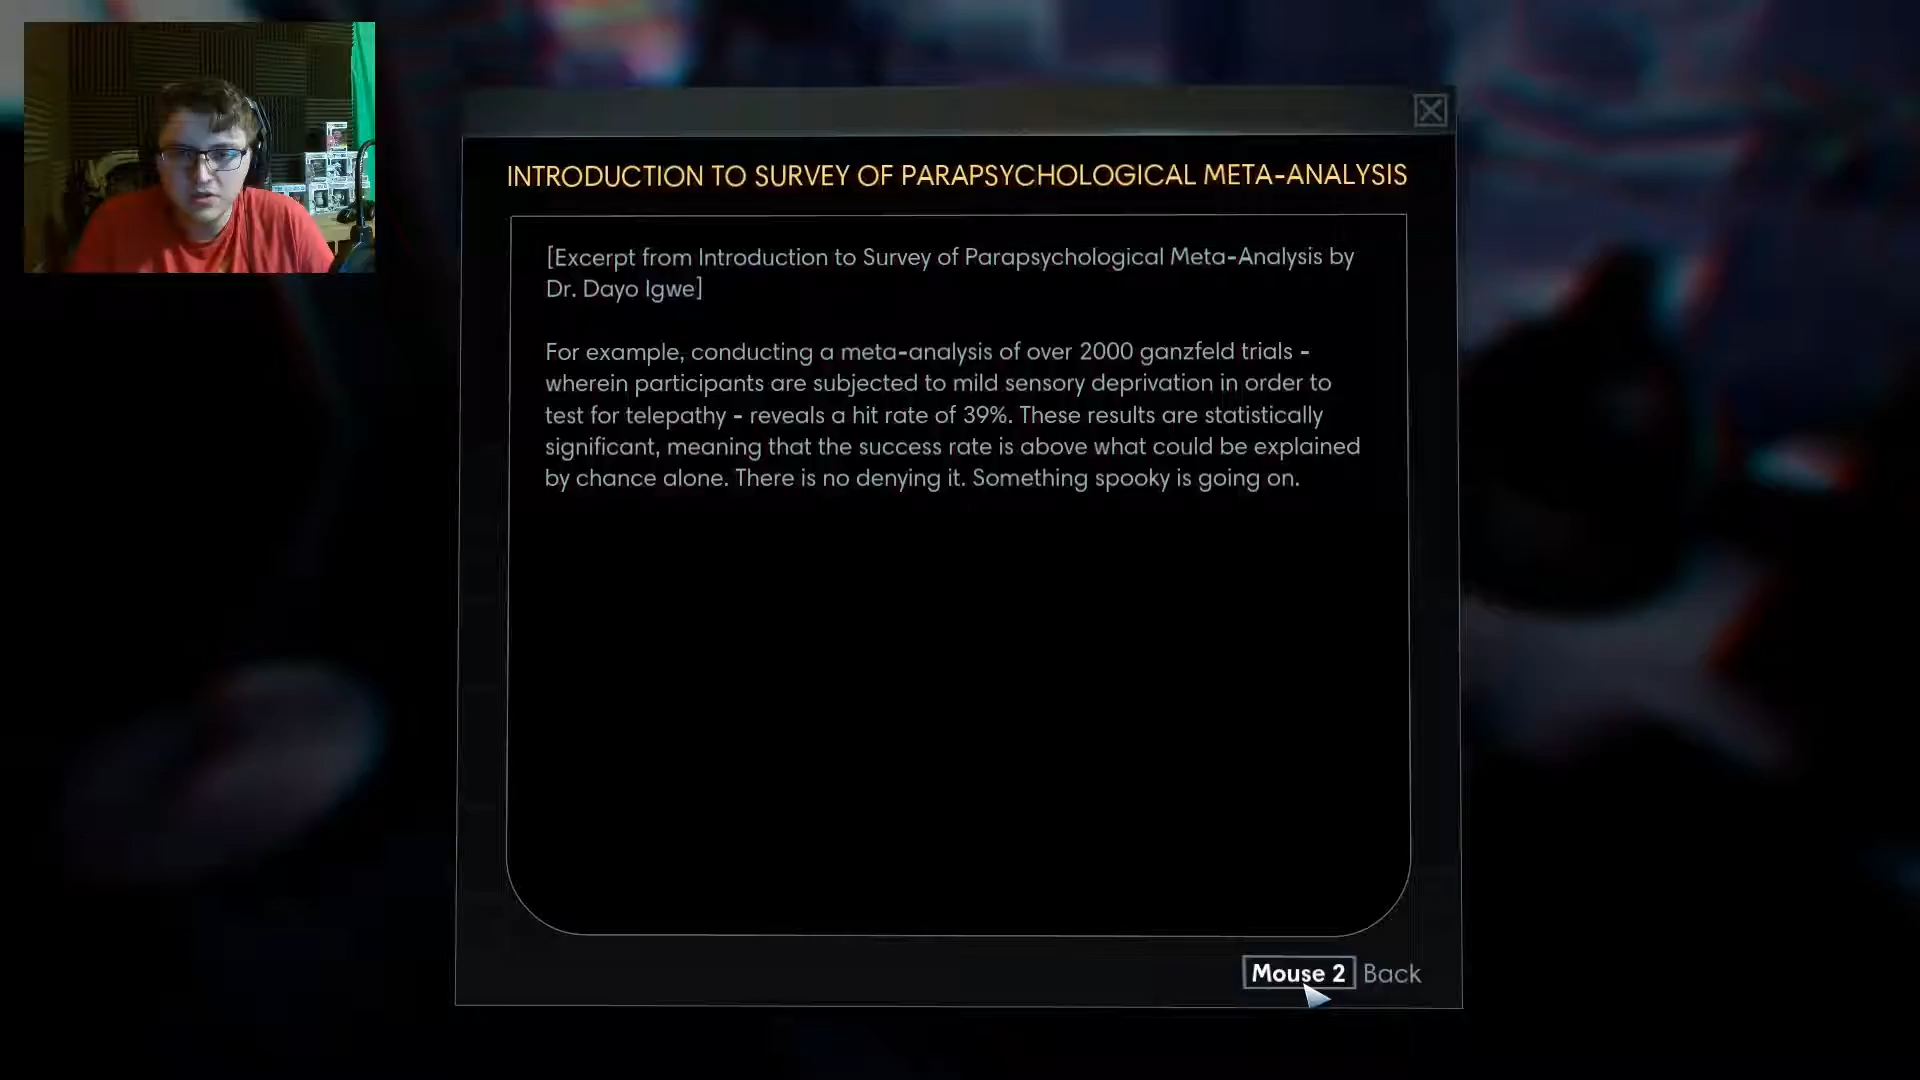 INTRODUCTION TO SURVEY OF PARAPSYCHOLOGICAL META-ANALYSIS
[Excerpt from Introduction to Survey of Parapsychological Meta-Analysis by
Dr. Dayo Igwe]
For example, conducting a meta-analysis of over 2000 ganzfeld trials -
wherein participants are subjected to mild sensory deprivation in order to
test for telepathy - reveals a hit rate of 39%. These results are statistically
significant, meaning that the success rate is above what could be explained
by chance alone. There is no denying it. Something spooky is going on.
Mouse 2 Back